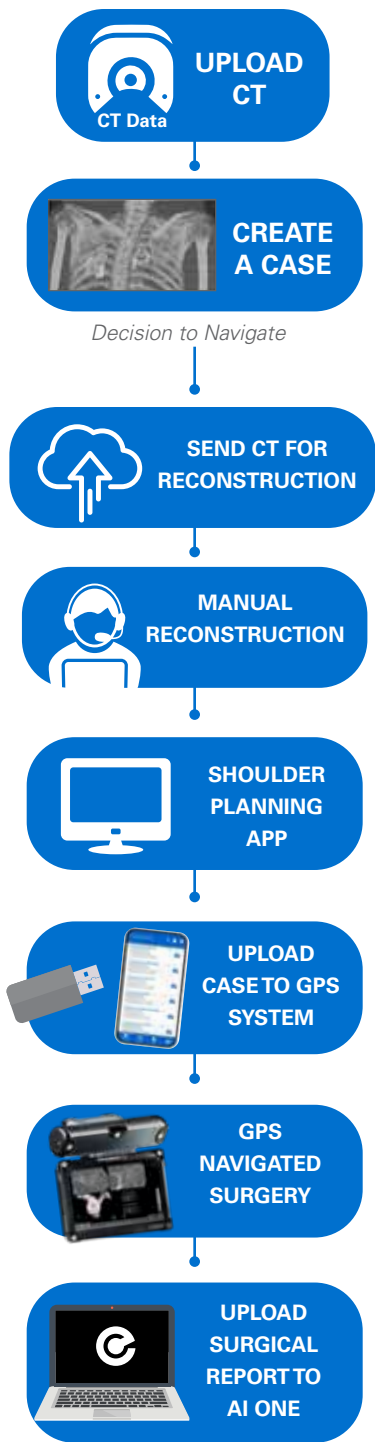 UPLOAD
CT
CT Data
CREATE
A CASE
Decision to Navigate
SEND CT FOR
RECONSTRUCTION
MANUAL
RECONSTRUCTION
SHOULDER
PLANNING
APP
UPLOAD
CASE TO GPS
SYSTEM
GPS
NAVIGATED
SURGERY
UPLOAD
SURGICAL
REPORT TO
AI ONE